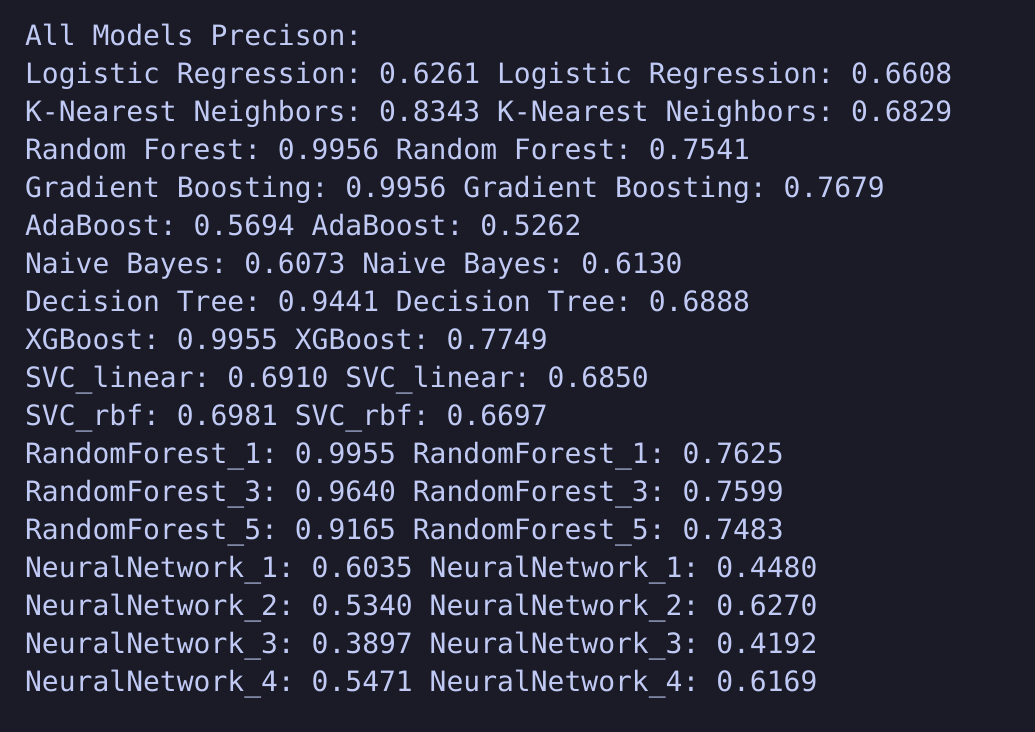 All Models Precison:
Logistic Regression: 0.6261 Logistic Regression: 0.6608
K-Nearest Neighbors: 0.8343 K-Nearest Neighbors: 0.6829
Random Forest: 0.9956 Random Forest: 0.7541
Gradient Boosting: 0.9956 Gradient Boosting: 0.7679
AdaBoost: 0.5694 AdaBoost: 0.5262
Naive Bayes: 0.6073 Naive Bayes: 0.6130
Decision Tree: 0.9441 Decision Tree: 0.6888
XGBoost: 0.9955 XGBoost: 0.7749
SVC_linear: 0.6910 SVC_linear: 0.6850
SVC_rbf: 0.6981 SVC_rbf: 0.6697
RandomForest_1: 0.9955 RandomForest_1: 0.7625
RandomForest_3: 0.9640 RandomForest_3: 0.7599
RandomForest_5: 0.9165 RandomForest_5: 0.7483
NeuralNetwork_1: 0.6035 NeuralNetwork_1: 0.4480
NeuralNetwork_2: 0.5340 NeuralNetwork_2: 0.6270
NeuralNetwork_3: 0.3897 NeuralNetwork_3: 0.4192
NeuralNetwork_4: 0.5471 NeuralNetwork_4: 0.6169